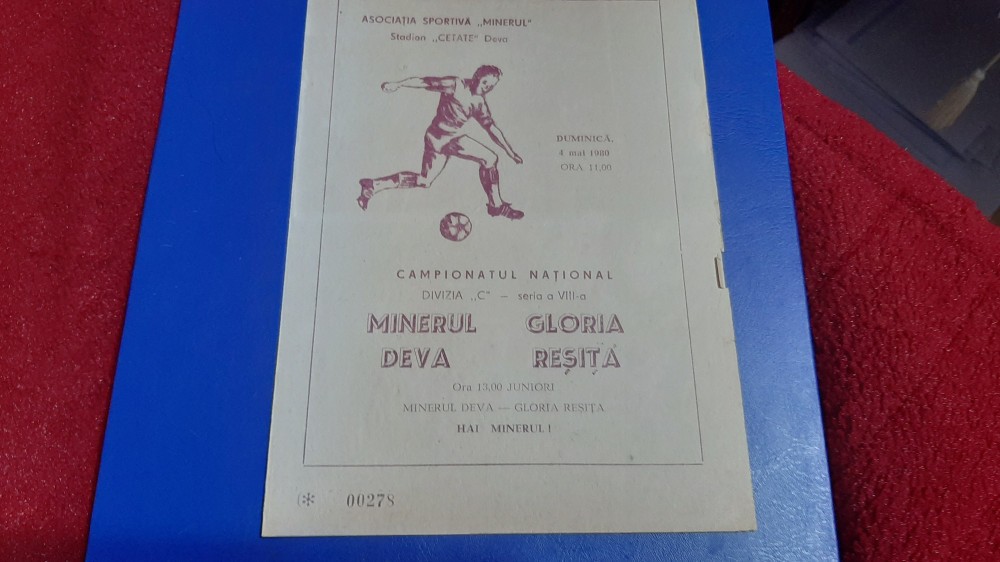 ASOCIAȚIA SPORTIVĂ „MINERUL"
Stadion „CETATE" Deva
DUMINICĂ,
4 mai 1980
ORA 11,00
CAMPIONATUL NAȚIONAL
DIVIZIA „C" — seria a VIII-a
MINERUL GLORIA
DEVA REȘIȚA
Ora 13,00 JUNIORI
MINERUL DEVA — GLORIA REȘIȚA
HAI MINERUL !
(* 00278